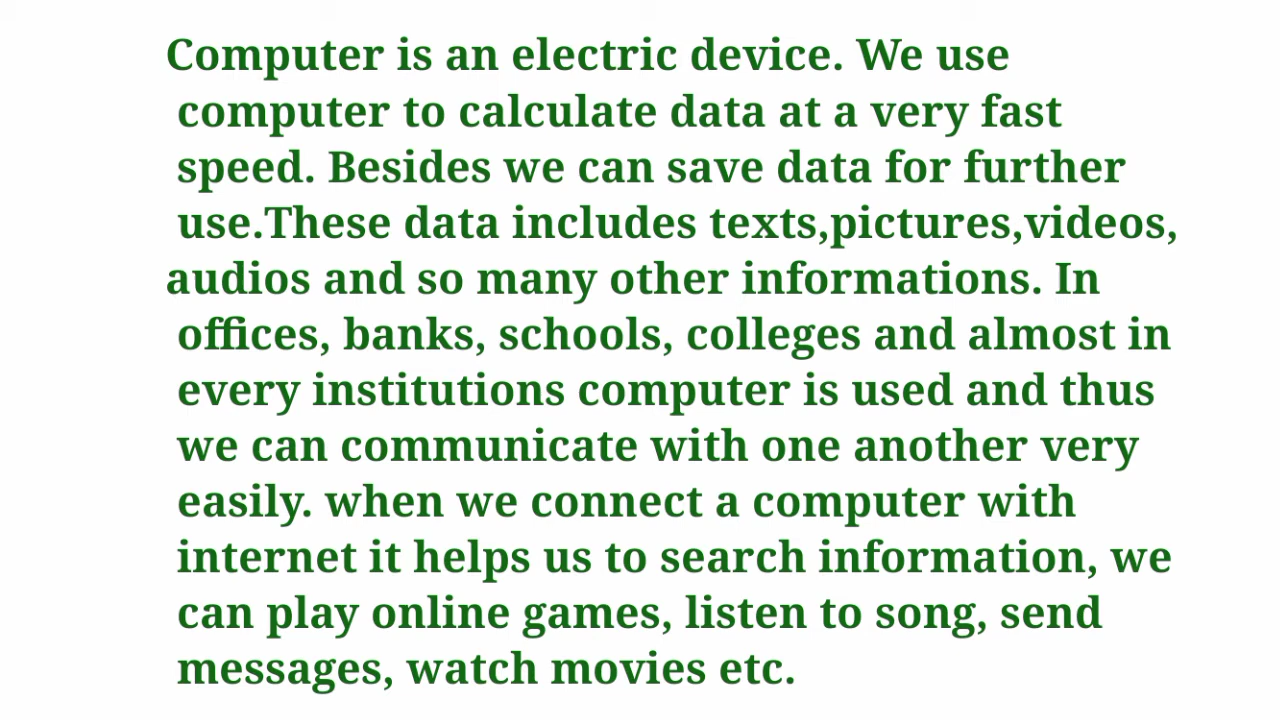 Computer is an electric device. We use
computer to calculate data at a very fast
speed. Besides we can save data for further
use.These data includes texts,pictures,videos,
audios and so many other informations. In
offices, banks, schools, colleges and almost in
every institutions computer is used and thus
we can communicate with one another very
easily. when we connect a computer with
internet it helps us to search information, we
can play online games, listen to song, send
messages, watch movies etc.